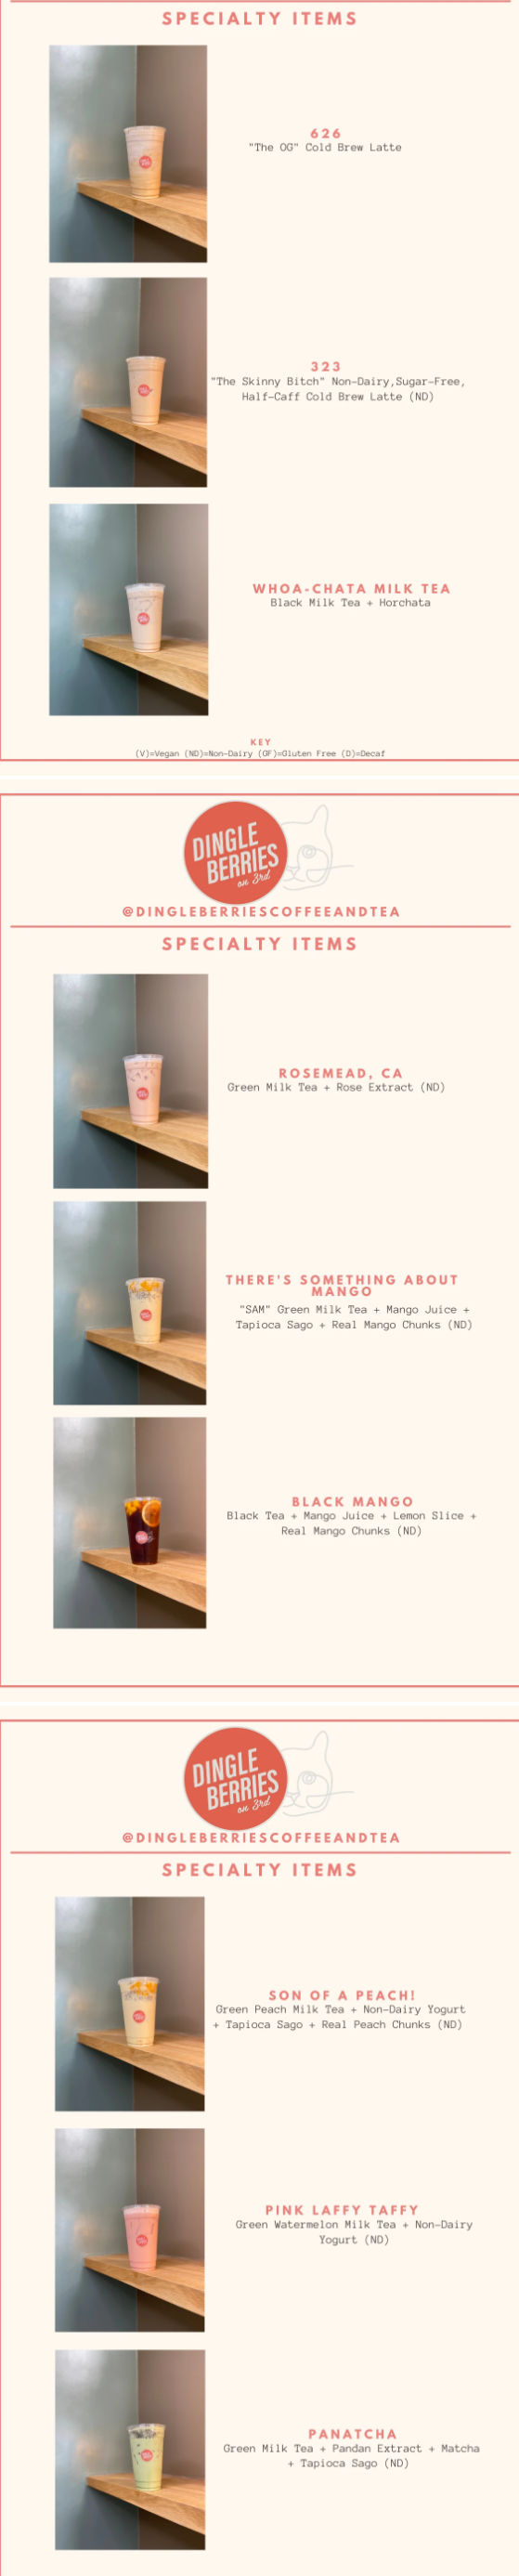 SPECIALTY ITEMS
626
"The OG" Cold Brew Latte
323
"The Skinny Bitch" Non-Dairy,Sugar-Free,
Half-Caff Cold Brew Latte (ND)
WHOA-CHATA MILK TEA
Black Milk Tea + Horchata
KEY
(V)=Vegan (ND)=Non-Dairy (GF)=Gluten Free (D)=Decaf
DINGLE
BERRIES
on 3rd
@DINGLEBERRIESCOFFEEANDTEA
SPECIALTY ITEMS
ROSEMEAD, CA
Green Milk Tea + Rose Extract (ND)
THERE'S SOMETHING ABOUT
MANGO
"SAM" Green Milk Tea + Mango Juice +
Tapioca Sago + Real Mango Chunks (ND)
BLACK MANGO
Black Tea + Mango Juice + Lemon Slice +
Real Mango Chunks (ND)
DINGLE
BERRIES
on 3rd
@DINGLEBERRIESCOFFEEANDTEA
SPECIALTY ITEMS
SON OF A PEACH!
Green Peach Milk Tea + Non-Dairy Yogurt
+ Tapioca Sago + Real Peach Chunks (ND)
PINK LAFFY TAFFY
Green Watermelon Milk Tea + Non-Dairy
Yogurt (ND)
PANATCHA
Green Milk Tea + Pandan Extract + Matcha
+ Tapioca Sago (ND)